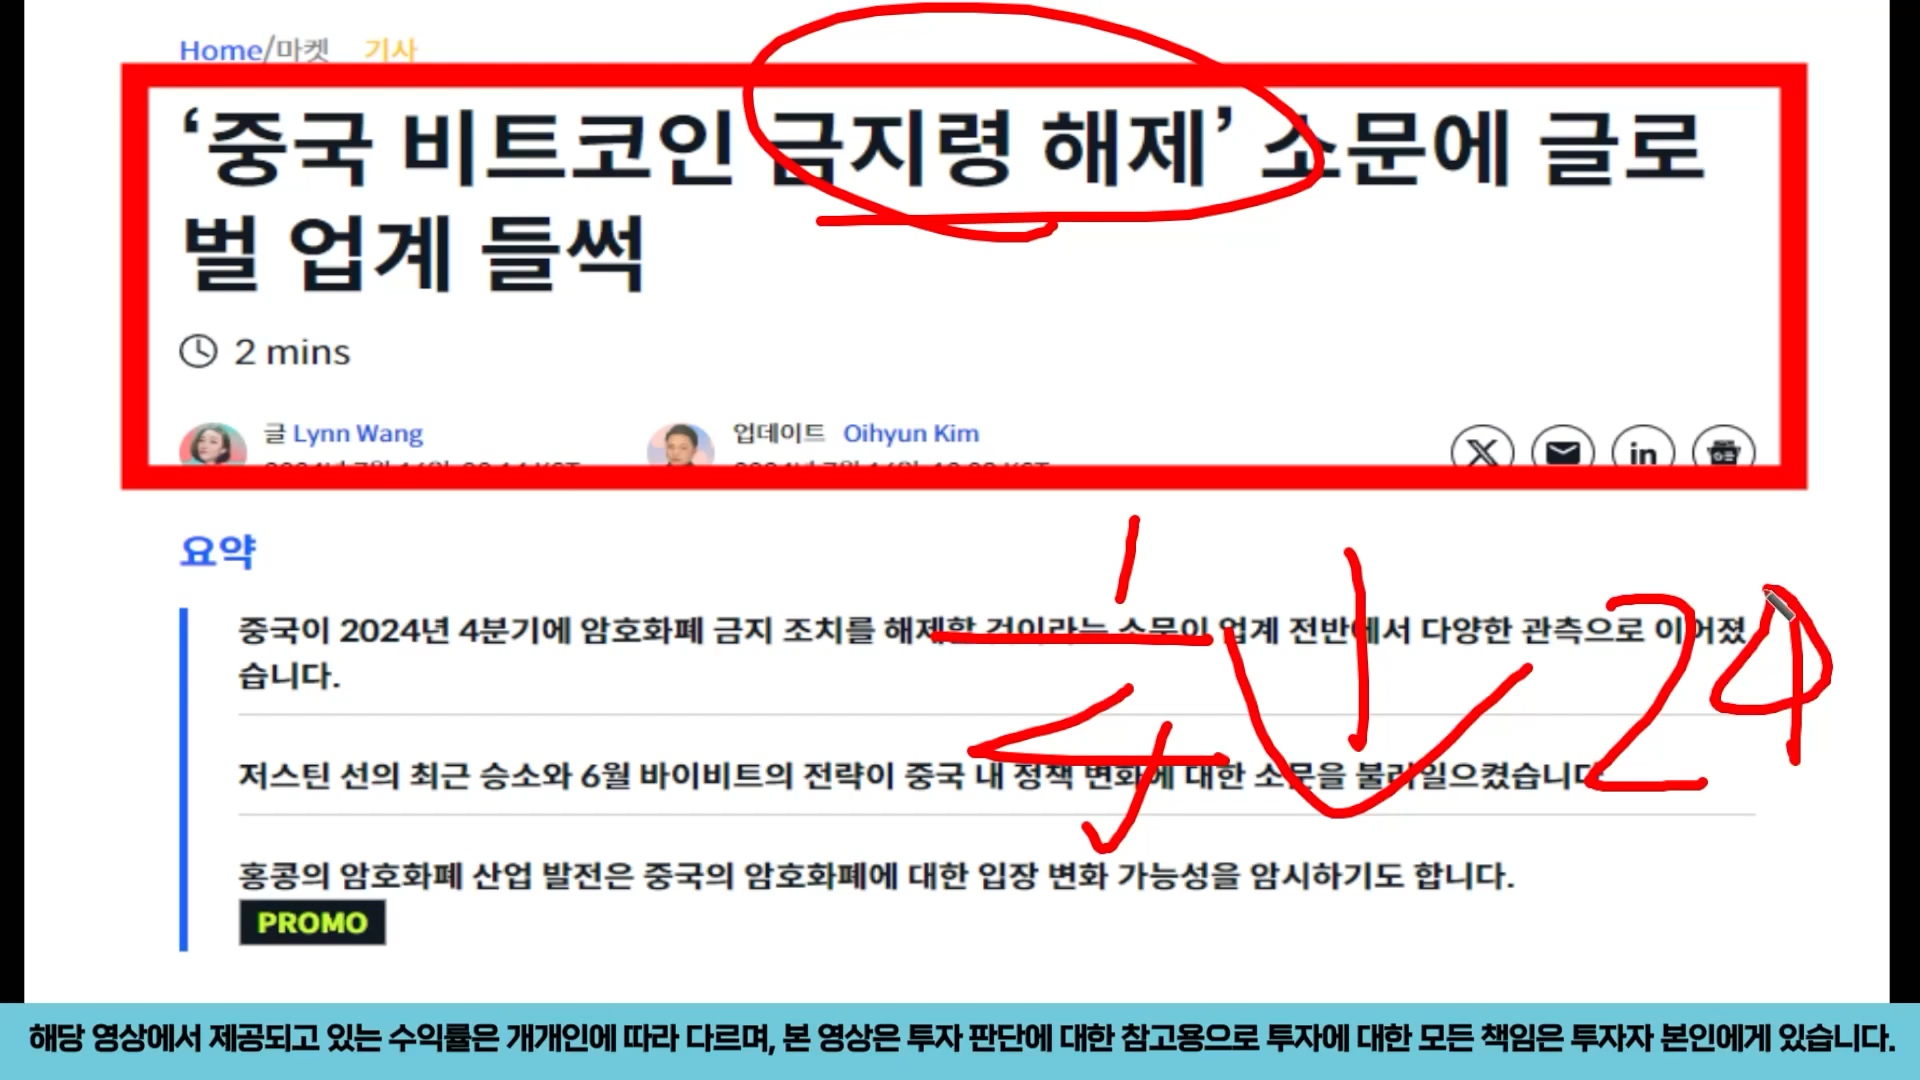 Home/마켓 기사
‘중국 비트코인 금지령 해제’ 소문에 글로
벌 업계 들썩
2 mins
글 Lynn Wang 업데이트 Oihyun Kim
in
요약
중국이 2024년 4분기에 암호화폐 금지 조치를 해제할 것이라는 소문이 업계 전반에서 다양한 관측으로 이어졌
습니다.
저스틴 선의 최근 승소와 6월 바이비트의 전략이 중국 내 정책 변화에 대한 소문을 불러일으켰습니다
홍콩의 암호화폐 산업 발전은 중국의 암호화폐에 대한 입장 변화 가능성을 암시하기도 합니다.
PROMO
24
해당 영상에서 제공되고 있는 수익률은 개개인에 따라 다르며, 본 영상은 투자 판단에 대한 참고용으로 투자에 대한 모든 책임은 투자자 본인에게 있습니다.